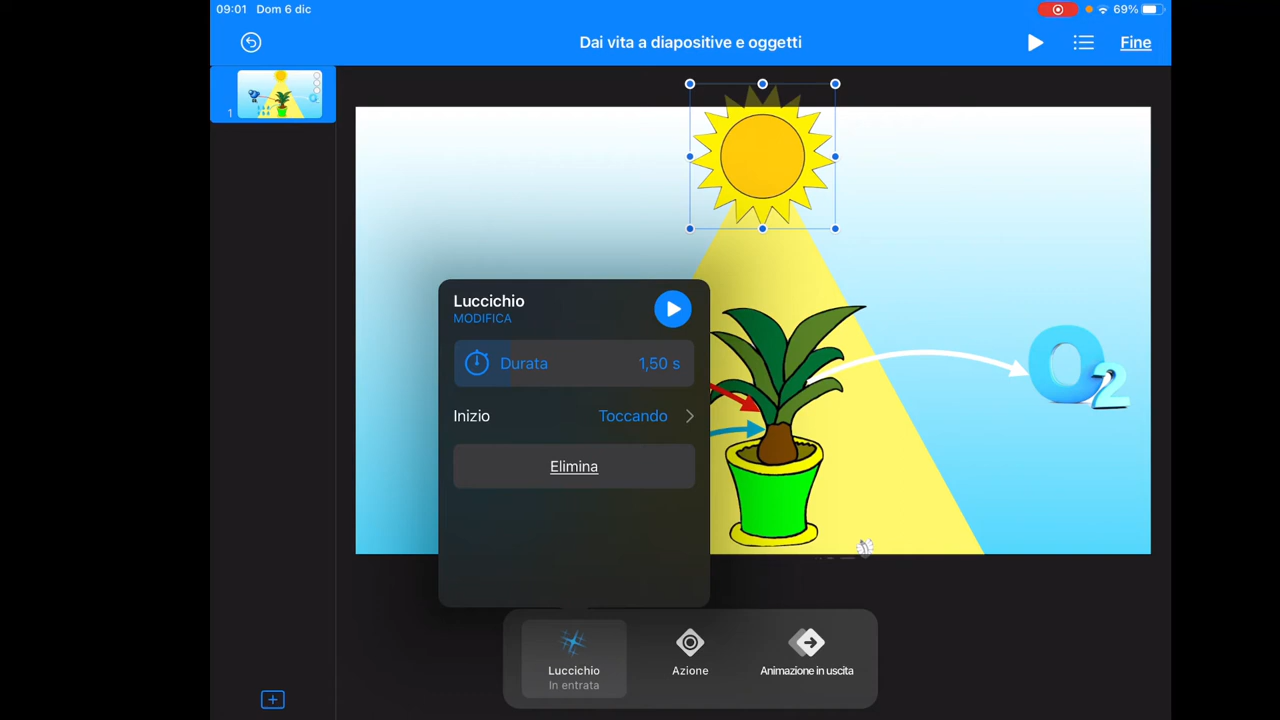 09:01 Dom 6 dic
69%
Dai vita a diapositive e oggetti
Fine
1
Luccichio
MODIFICA
Durata 1,50 s
Inizio Toccando
Elimina
O2
Luccichio
In entrata
Azione
Animazione in uscita